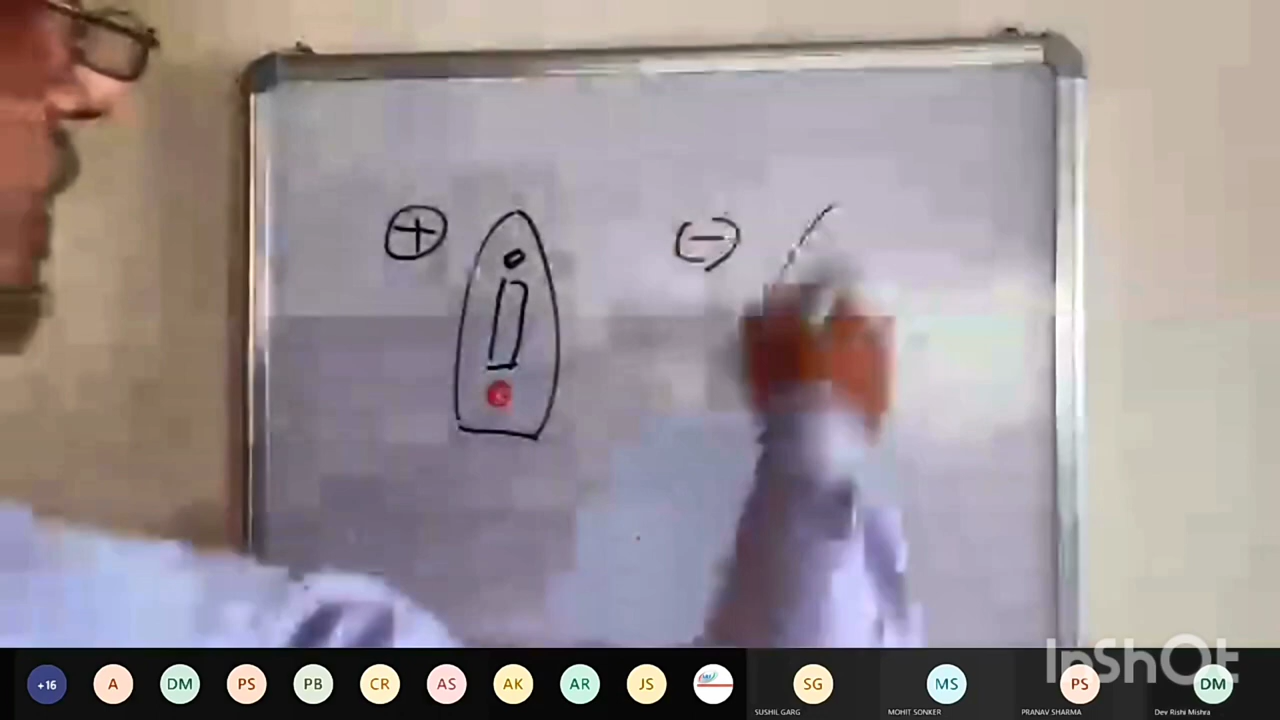 + −
+16 A DM PS PB CR AS AK AR JS SG MS PS DM
SUSHIL GARG MOHIT SONKER PRANAV SHARMA Dev Rishi Mishra
InShOt